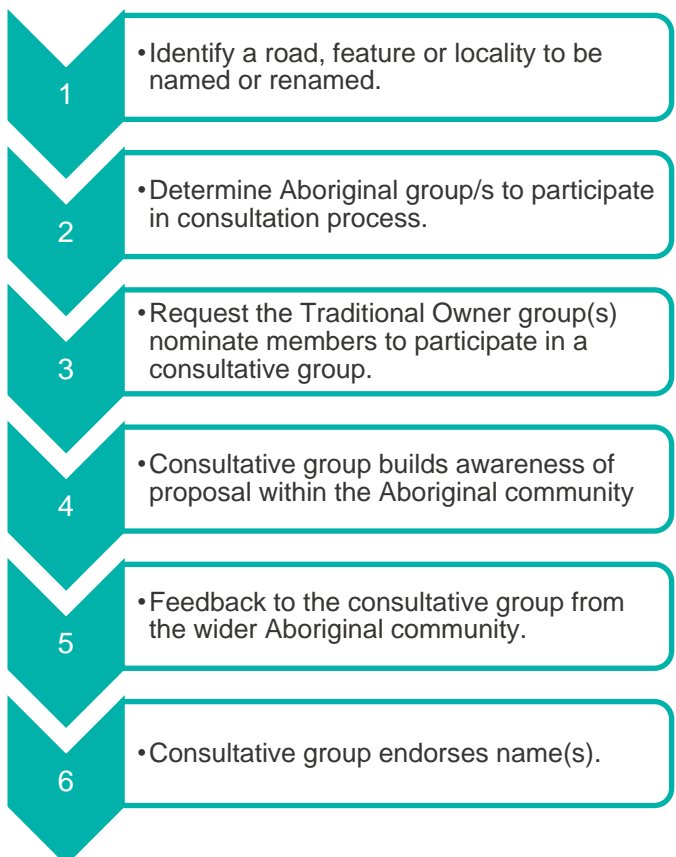 1
•Identify a road, feature or locality to be
named or renamed.
2
•Determine Aboriginal group/s to participate
in consultation process.
3
•Request the Traditional Owner group(s)
nominate members to participate in a
consultative group.
4
•Consultative group builds awareness of
proposal within the Aboriginal community
5
•Feedback to the consultative group from
the wider Aboriginal community.
6
•Consultative group endorses name(s).